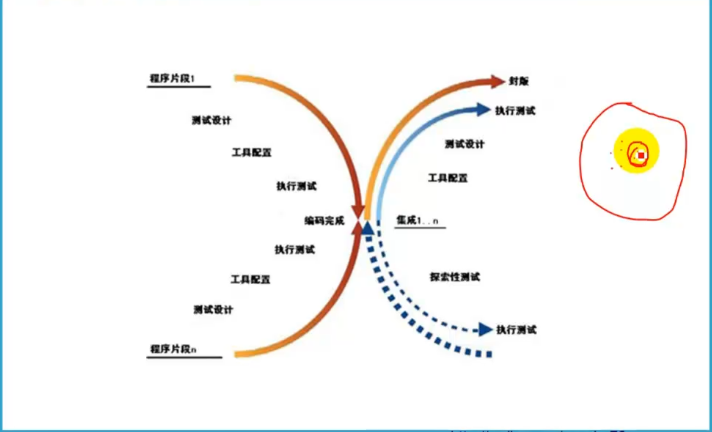 程序片段1
测试设计
工具配置
执行测试
编码完成
执行测试
工具配置
测试设计
程序片段n
封版
执行测试
测试设计
工具配置
集成1..n
探索性测试
执行测试